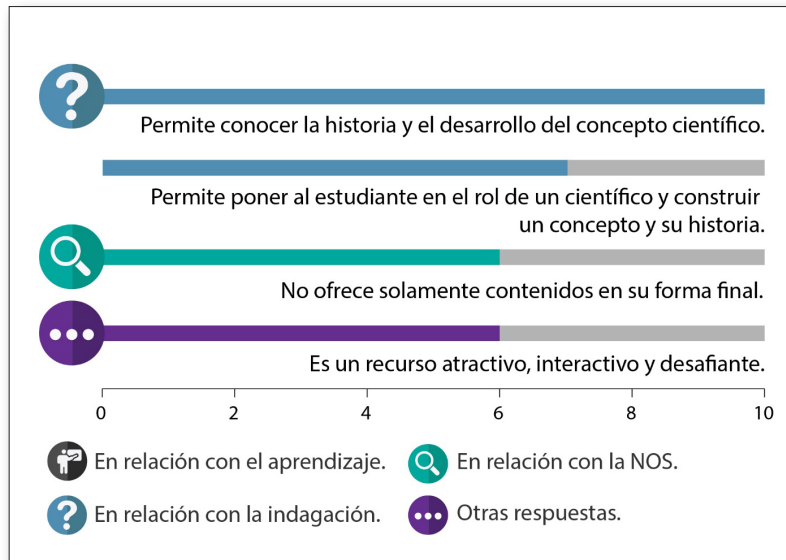 ?
Permite conocer la historia y el desarrollo del concepto científico.
Permite poner al estudiante en el rol de un científico y construir
un concepto y su historia.
No ofrece solamente contenidos en su forma final.
Es un recurso atractivo, interactivo y desafiante.
0 2 4 6 8 10
En relación con el aprendizaje. En relación con la NOS.
? En relación con la indagación. Otras respuestas.